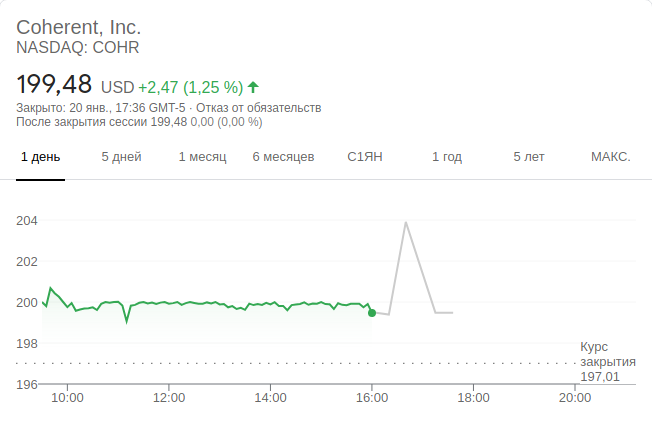 Coherent, Inc.
NASDAQ: COHR
199,48 USD +2,47 (1,25 %)
Закрыто: 20 янв., 17:36 GMT-5 · Отказ от обязательств
После закрытия сессии 199,48 0,00 (0,00 %)
1 день 5 дней 1 месяц 6 месяцев С1ЯН 1 год 5 лет МАКС.
204
202
200
198
Курс
закрытия
197,01
196
10:00 12:00 14:00 16:00 18:00 20:00